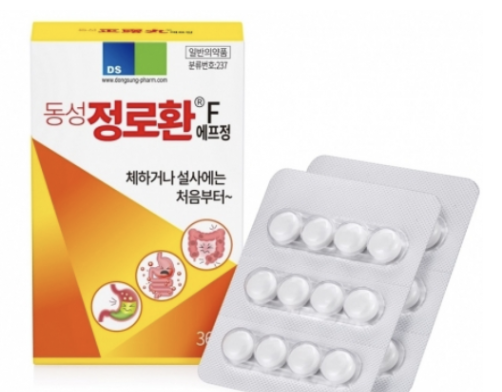 DS
www.dongsung-pharm.com
일반의약품
분류번호:237
동성 정로환® F
에프정
체하거나 설사에는
처음부터~